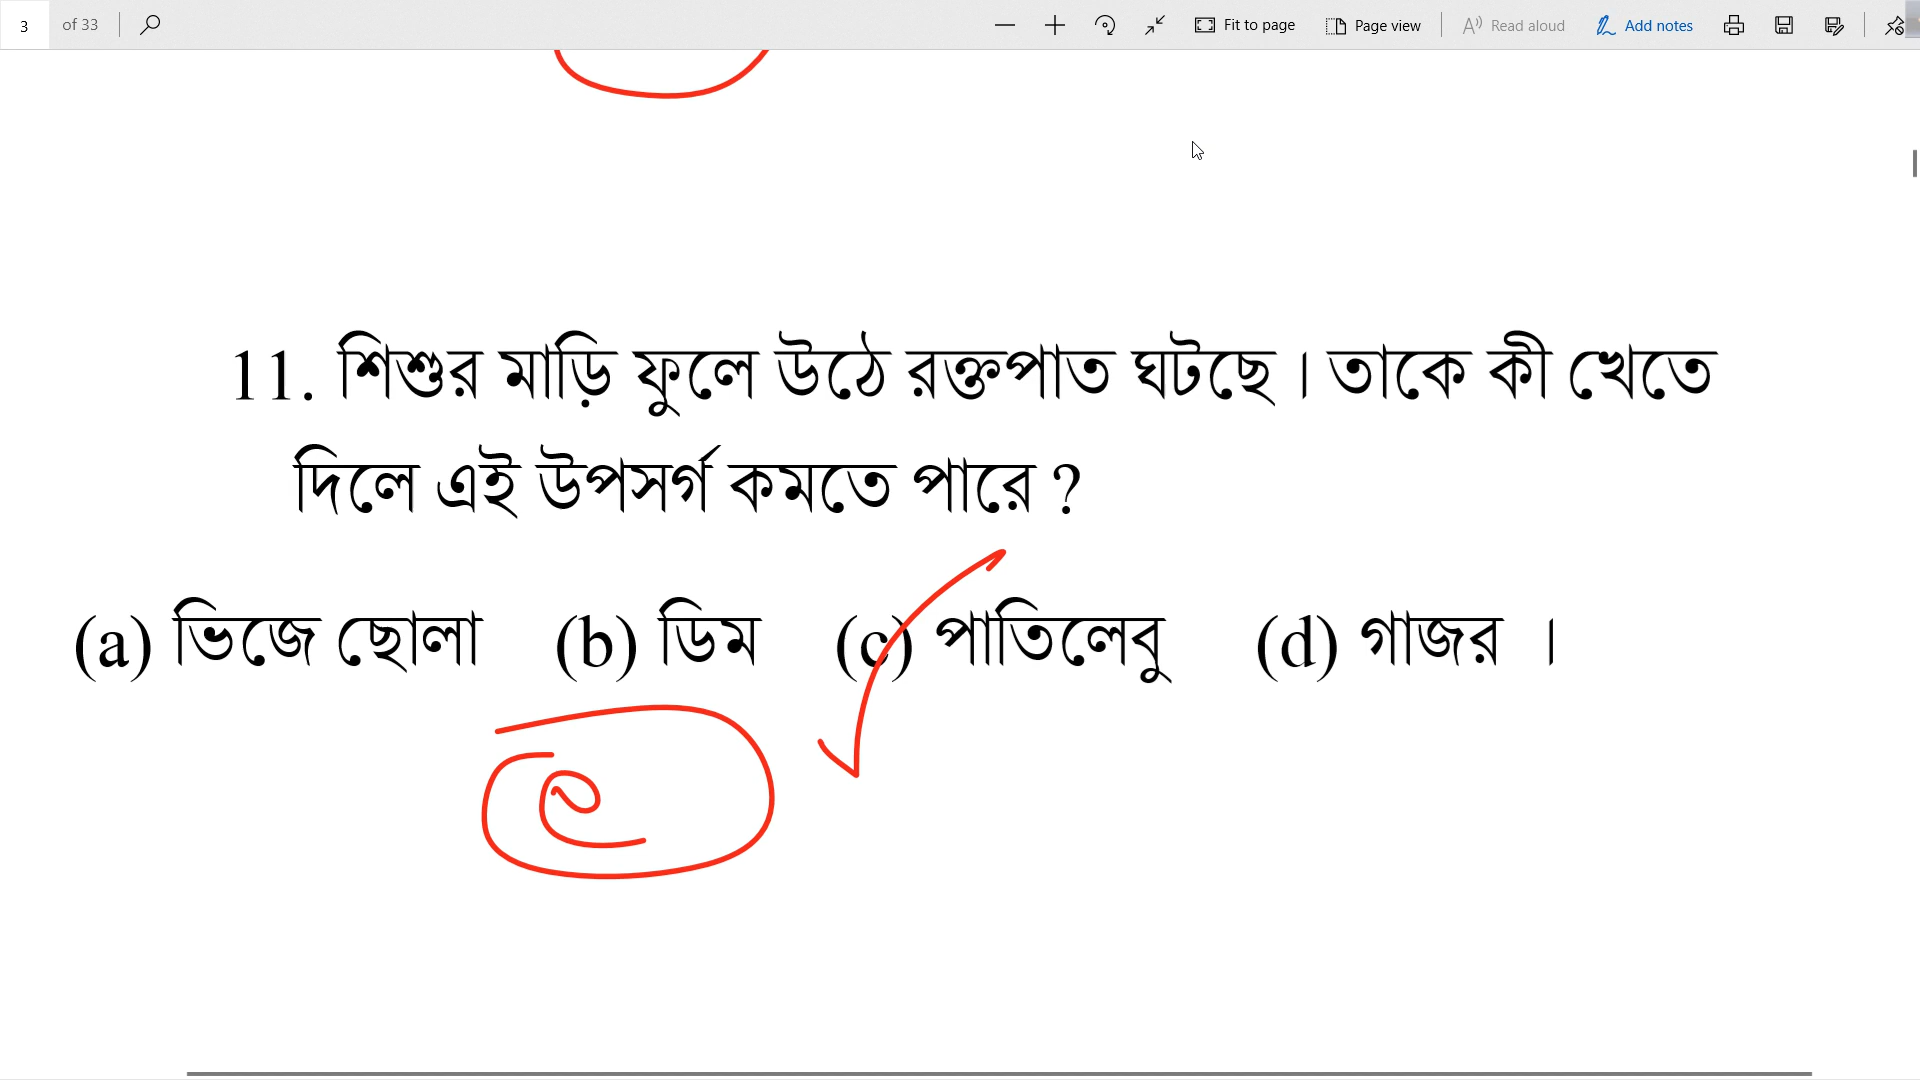 3 of 33 Fit to page Page view Read aloud Add notes
11. শিশুর মাড়ি ফুলে উঠে রক্তপাত ঘটছে । তাকে কী খেতে
দিলে এই উপসর্গ কমতে পারে ?
(a) ভিজে ছোলা (b) ডিম (c) পাতিলেবু (d) গাজর ।